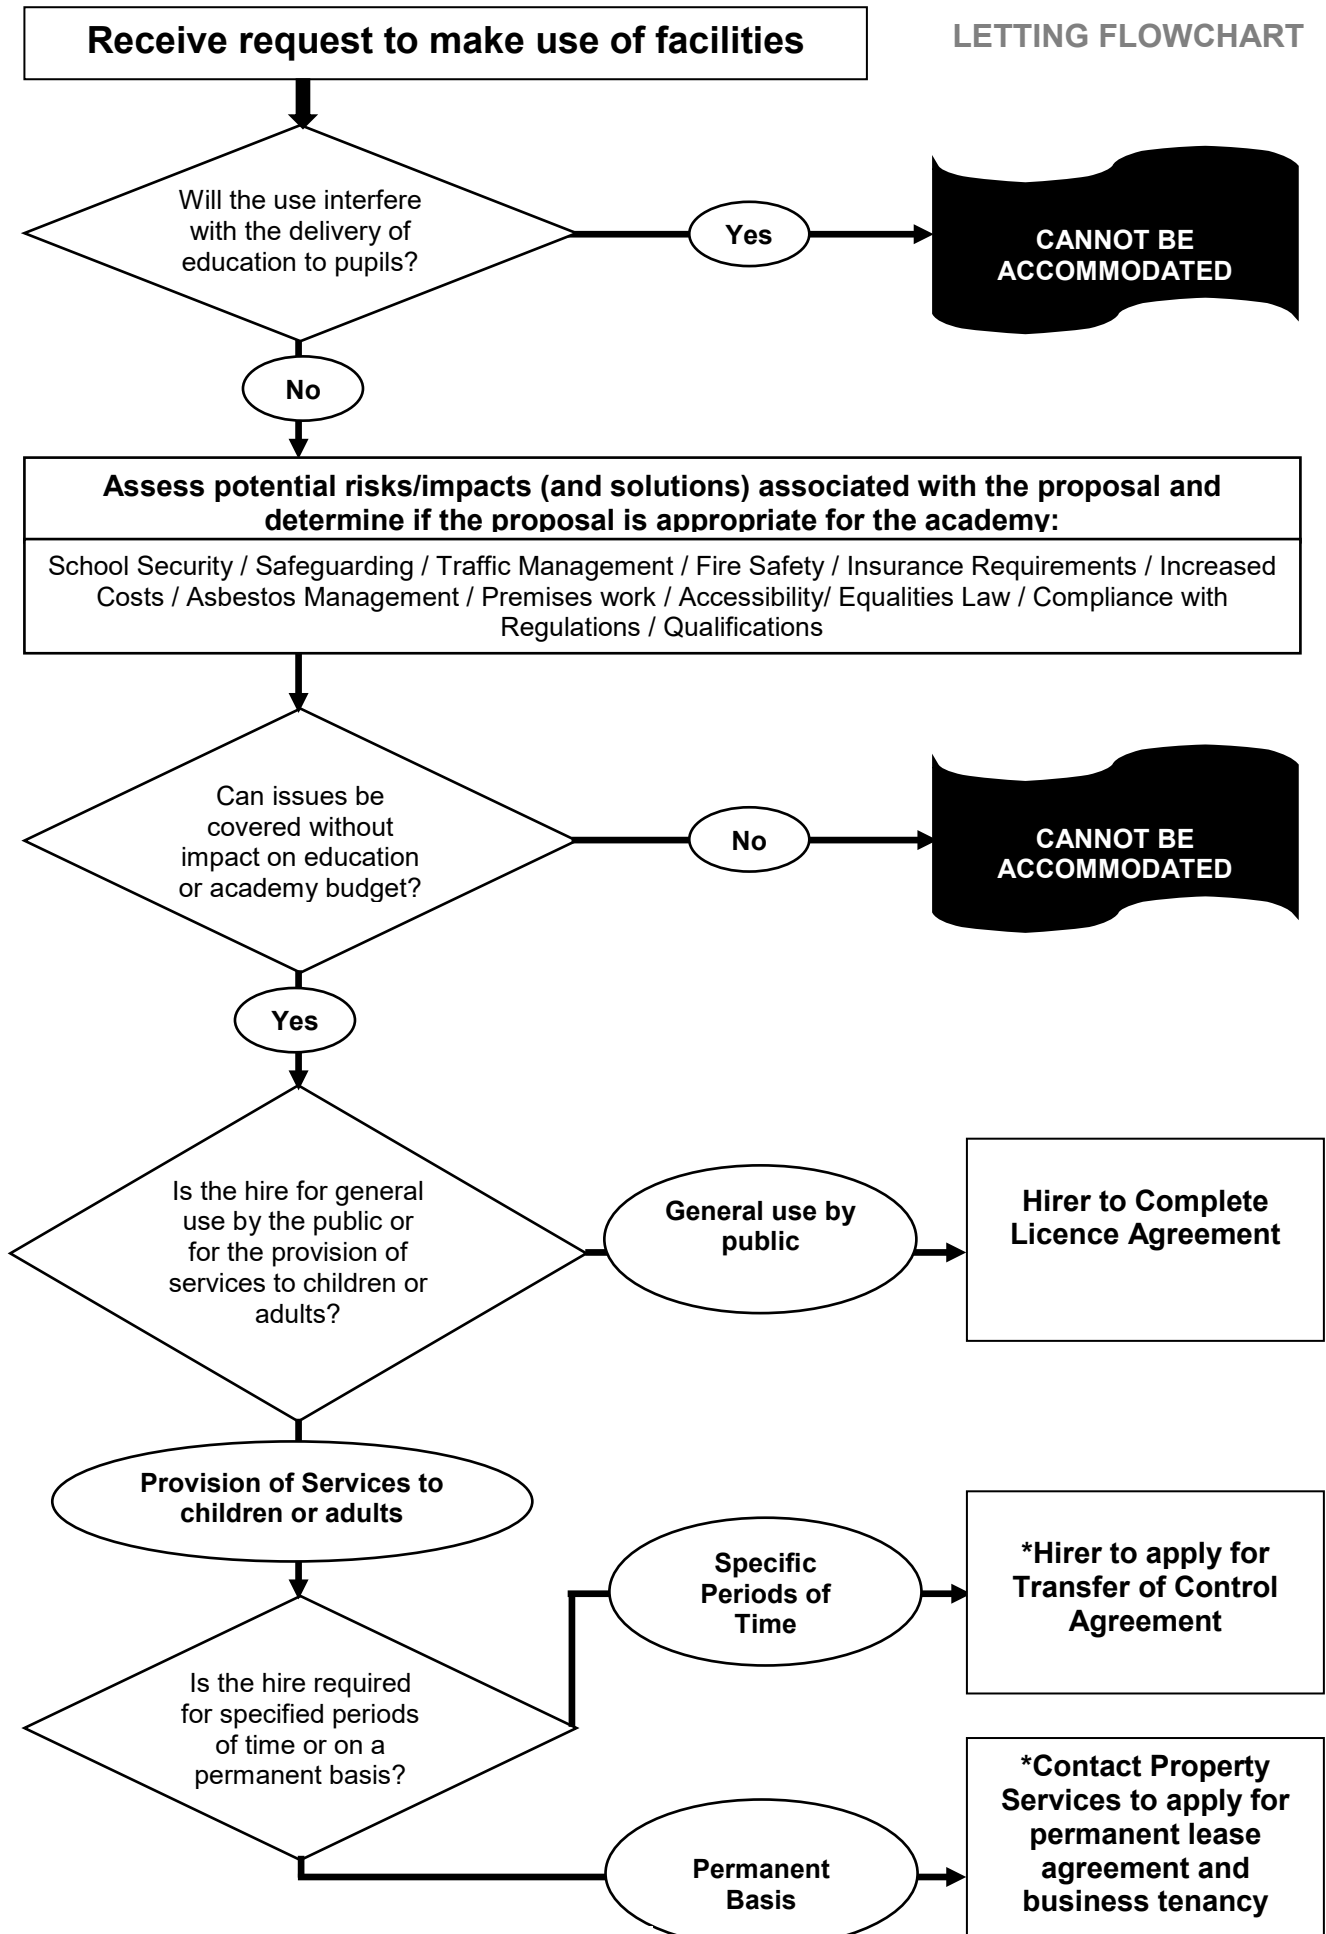 Receive request to make use of facilities
LETTING FLOWCHART
Will the use interfere
with the delivery of
education to pupils?
Yes
CANNOT BE
ACCOMMODATED
No
Assess potential risks/impacts (and solutions) associated with the proposal and
determine if the proposal is appropriate for the academy:
School Security / Safeguarding / Traffic Management / Fire Safety / Insurance Requirements / Increased
Costs / Asbestos Management / Premises work / Accessibility/ Equalities Law / Compliance with
Regulations / Qualifications
Can issues be
covered without
impact on education
or academy budget?
No
CANNOT BE
ACCOMMODATED
Yes
Is the hire for general
use by the public or
for the provision of
services to children or
adults?
General use by
public
Hirer to Complete
Licence Agreement
Provision of Services to
children or adults
Specific
Periods of
Time
*Hirer to apply for
Transfer of Control
Agreement
Is the hire required
for specified periods
of time or on a
permanent basis?
Permanent
Basis
*Contact Property
Services to apply for
permanent lease
agreement and
business tenancy